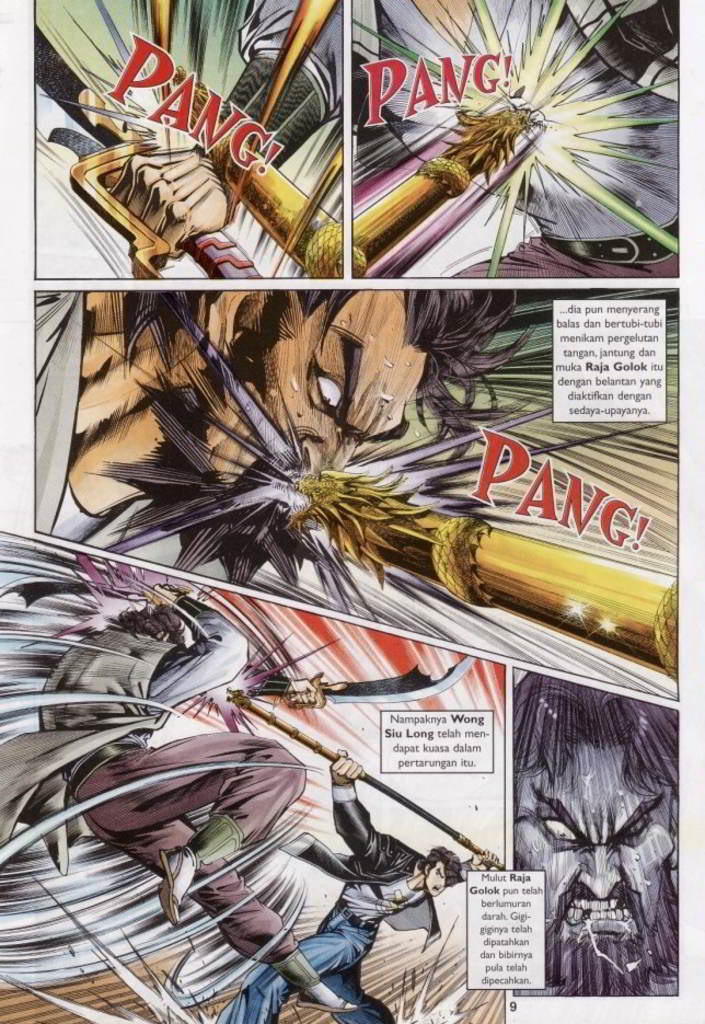 PANG!
PANG!
...dia pun menyerang
balas dan bertubi-tubi
menikam pergelutan
tangan, jantung dan
muka Raja Golok itu
dengan belantan yang
diaktifkan dengan
sedaya-upayanya.
PANG!
Nampaknya Wong
Siu Long telah men-
dapat kuasa dalam
pertarungan itu.
Mulut Raja
Golok pun telah
berlumuran
darah. Gigi-
giginya telah
dipatahkan
dan bibirnya
pula telah
dipecahkan.
9